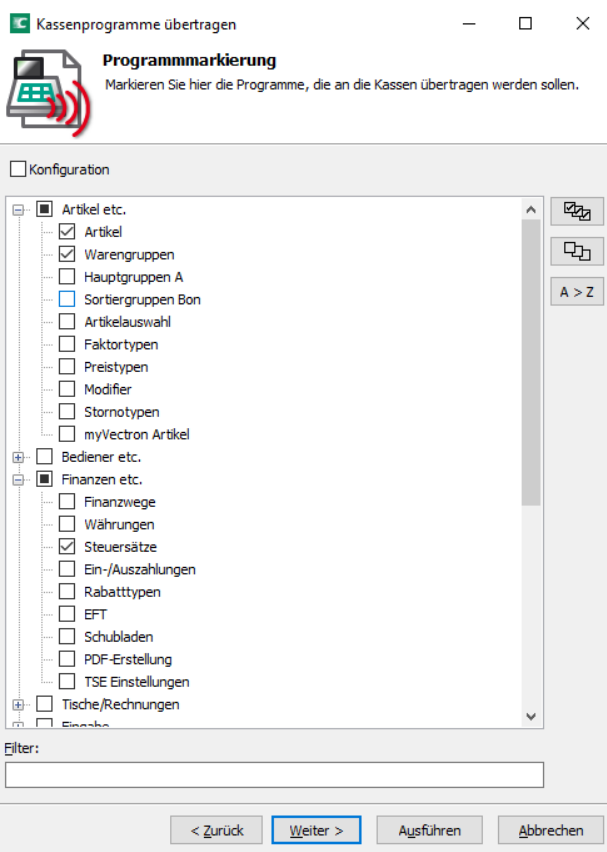 Kassenprogramme übertragen
Programmmarkierung
Markieren Sie hier die Programme, die an die Kassen übertragen werden sollen.
Konfiguration
Artikel etc.
Artikel
Warengruppen
Hauptgruppen A
Sortiergruppen Bon
Artikelauswahl
Faktortypen
Preistypen
Modifier
Stornotypen
myVectron Artikel
Bediener etc.
Finanzen etc.
Finanzwege
Währungen
Steuersätze
Ein-/Auszahlungen
Rabatttypen
EFT
Schubladen
PDF-Erstellung
TSE Einstellungen
Tische/Rechnungen
Eingabe
A > Z
Filter:
< Zurück
Weiter >
Ausführen
Abbrechen